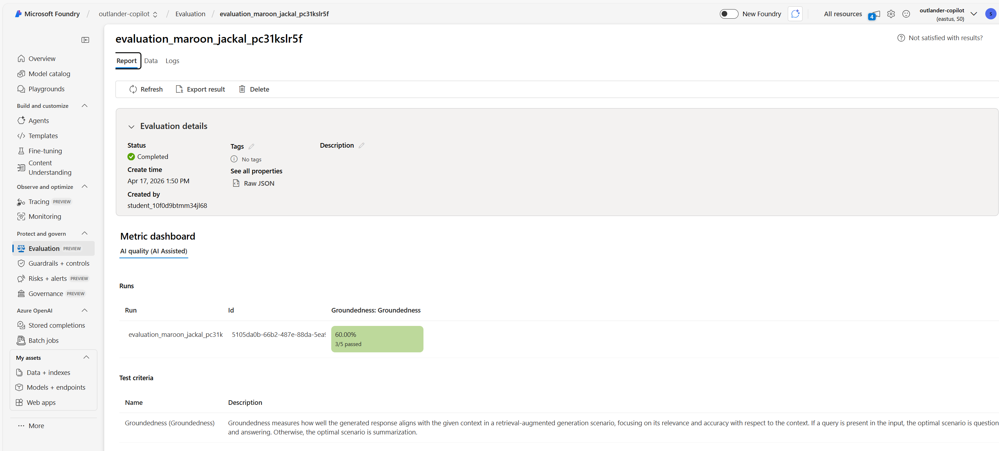 Microsoft Foundry / outlander-copilot / Evaluation / evaluation_maroon_jackal_pc31kslr5f
New Foundry
All resources
4
outlander-copilot
(eastus, S0)
S
Overview
Model catalog
Playgrounds
Build and customize
Agents
Templates
Fine-tuning
Content
Understanding
Observe and optimize
Tracing PREVIEW
Monitoring
Protect and govern
Evaluation PREVIEW
Guardrails + controls
Risks + alerts PREVIEW
Governance PREVIEW
Azure OpenAI
Stored completions
Batch jobs
My assets
Data + indexes
Models + endpoints
Web apps
More
evaluation_maroon_jackal_pc31kslr5f
Not satisfied with results?
Report Data Logs
Refresh Export result Delete
Evaluation details
Status
Completed
Create time
Apr 17, 2026 1:50 PM
Created by
student_10f0d9btmm34jl68
Tags
No tags
See all properties
Raw JSON
Description
Metric dashboard
AI quality (AI Assisted)
Runs
Run Id Groundedness: Groundedness
evaluation_maroon_jackal_pc31k 5105da0b-66b2-487e-88da-5ea9 60.00%
3/5 passed
Test criteria
Name Description
Groundedness (Groundedness) Groundedness measures how well the generated response aligns with the given context in a retrieval-augmented generation scenario, focusing on its relevance and accuracy with respect to the context. If a query is present in the input, the optimal scenario is question
and answering. Otherwise, the optimal scenario is summarization.